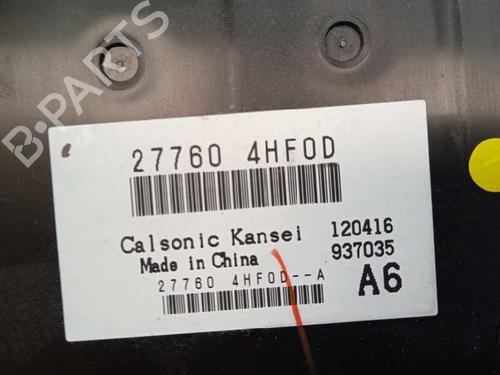 27760 4HF0D
Calsonic Kansei 120416
Made in China 937035
27760 4HF0D--A A6
B-PARTS